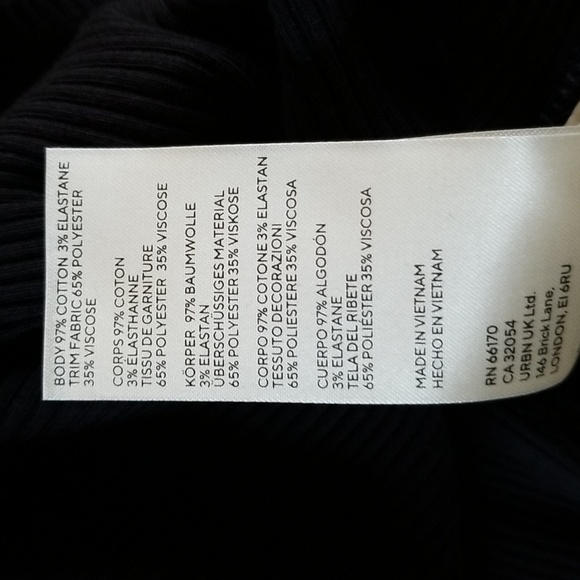 BODY 97% COTTON 3% ELASTANE
TRIM FABRIC 65% POLYESTER
35% VISCOSE
CORPS 97% COTON
3% ELASTHANNE
TISSU DE GARNITURE
65% POLYESTER 35% VISCOSE
KÖRPER 97% BAUMWOLLE
3% ELASTAN
ÜBERSCHÜSSIGES MATERIAL
65% POLYESTER 35% VISKOSE
CORPO 97% COTONE 3% ELASTAN
TESSUTO DECORAZIONI
65% POLIESTERE 35% VISCOSA
CUERPO 97% ALGODÓN
3% ELASTANE
TELA DEL RIBETE
65% POLIÉSTER 35% VISCOSA
MADE IN VIETNAM
HECHO EN VIETNAM
RN 66170
CA 32054
URBN UK Ltd.
146 Brick Lane,
LONDON, E1 6RU